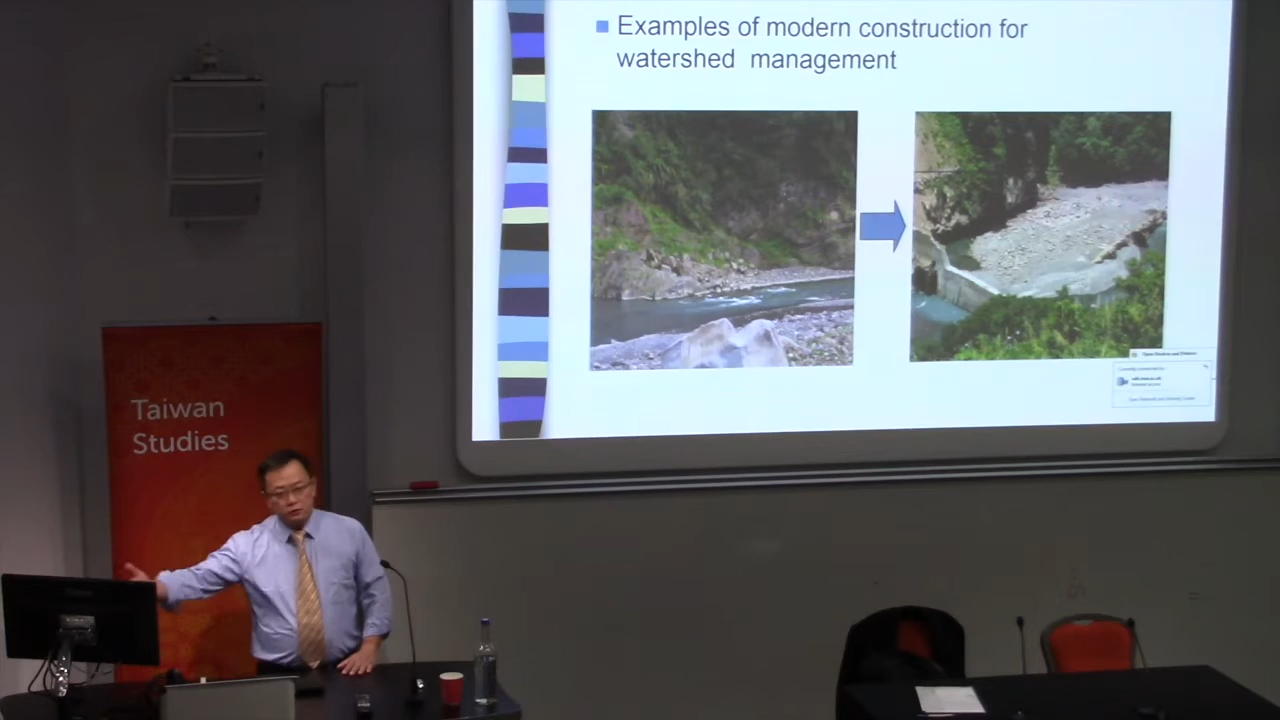 Examples of modern construction for
watershed management
Taiwan
Studies